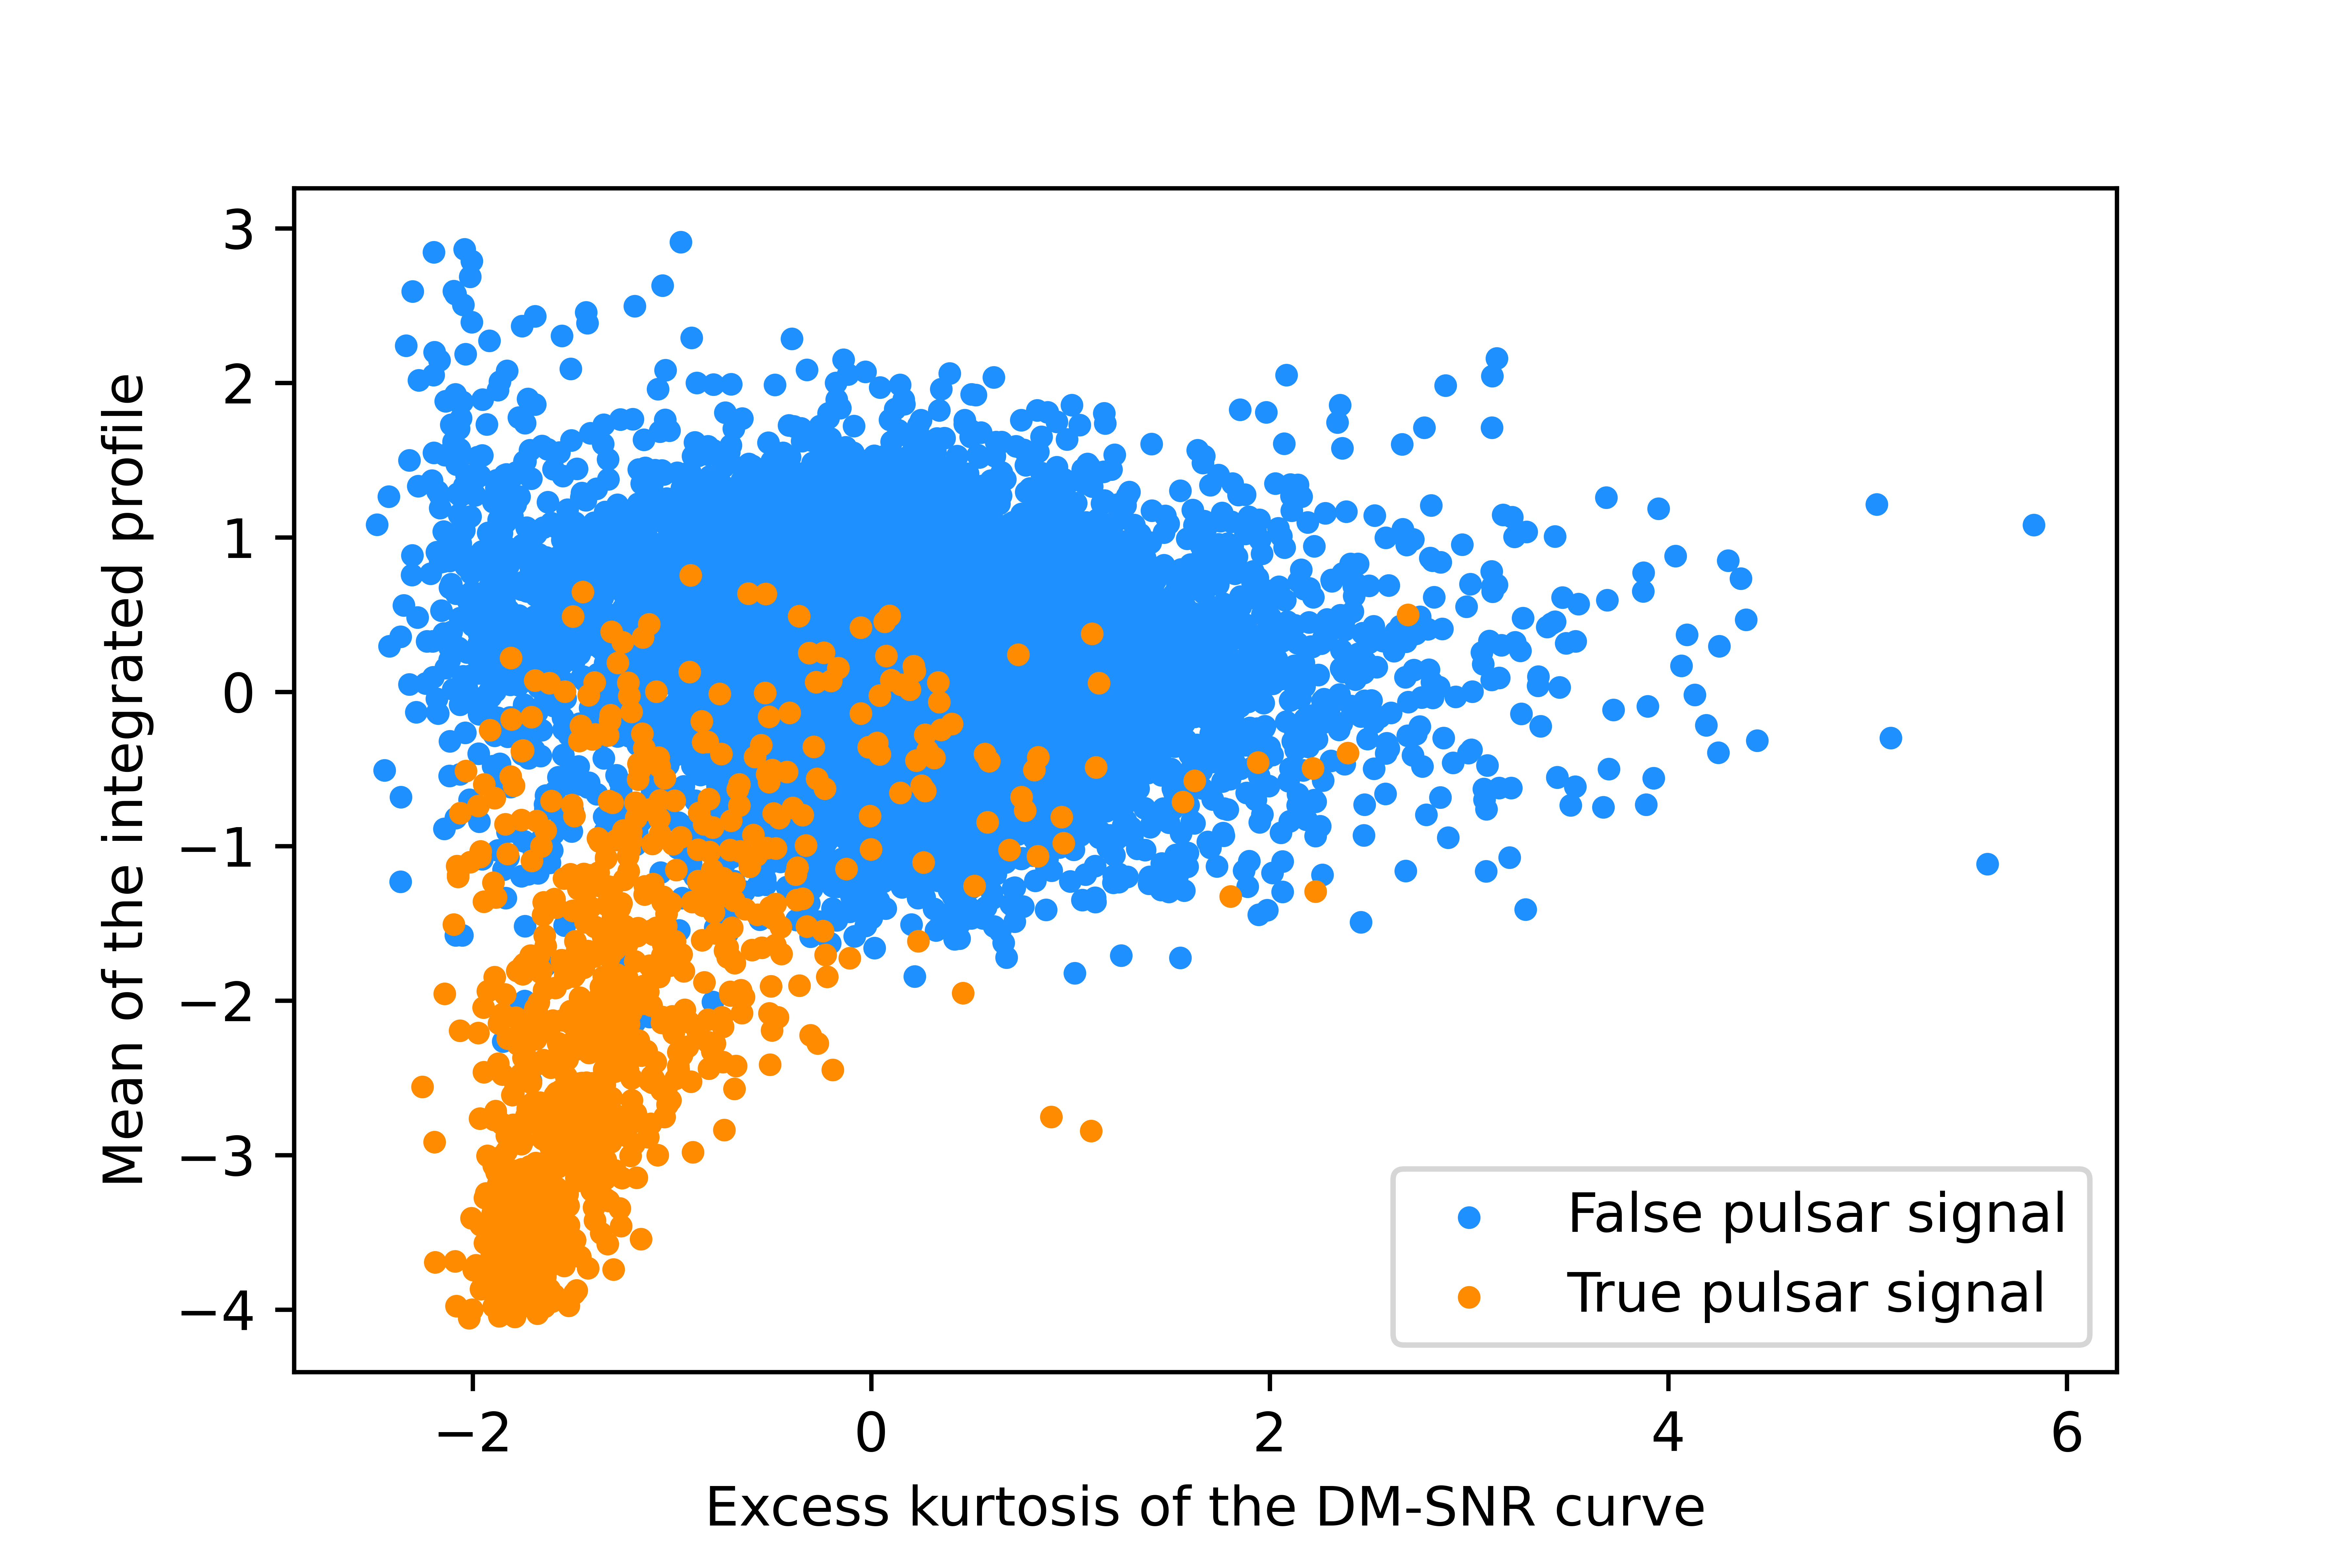 3
2
1
0
−1
−2
−3
−4
Mean of the integrated profile
False pulsar signal
True pulsar signal
−2 0 2 4 6
Excess kurtosis of the DM-SNR curve